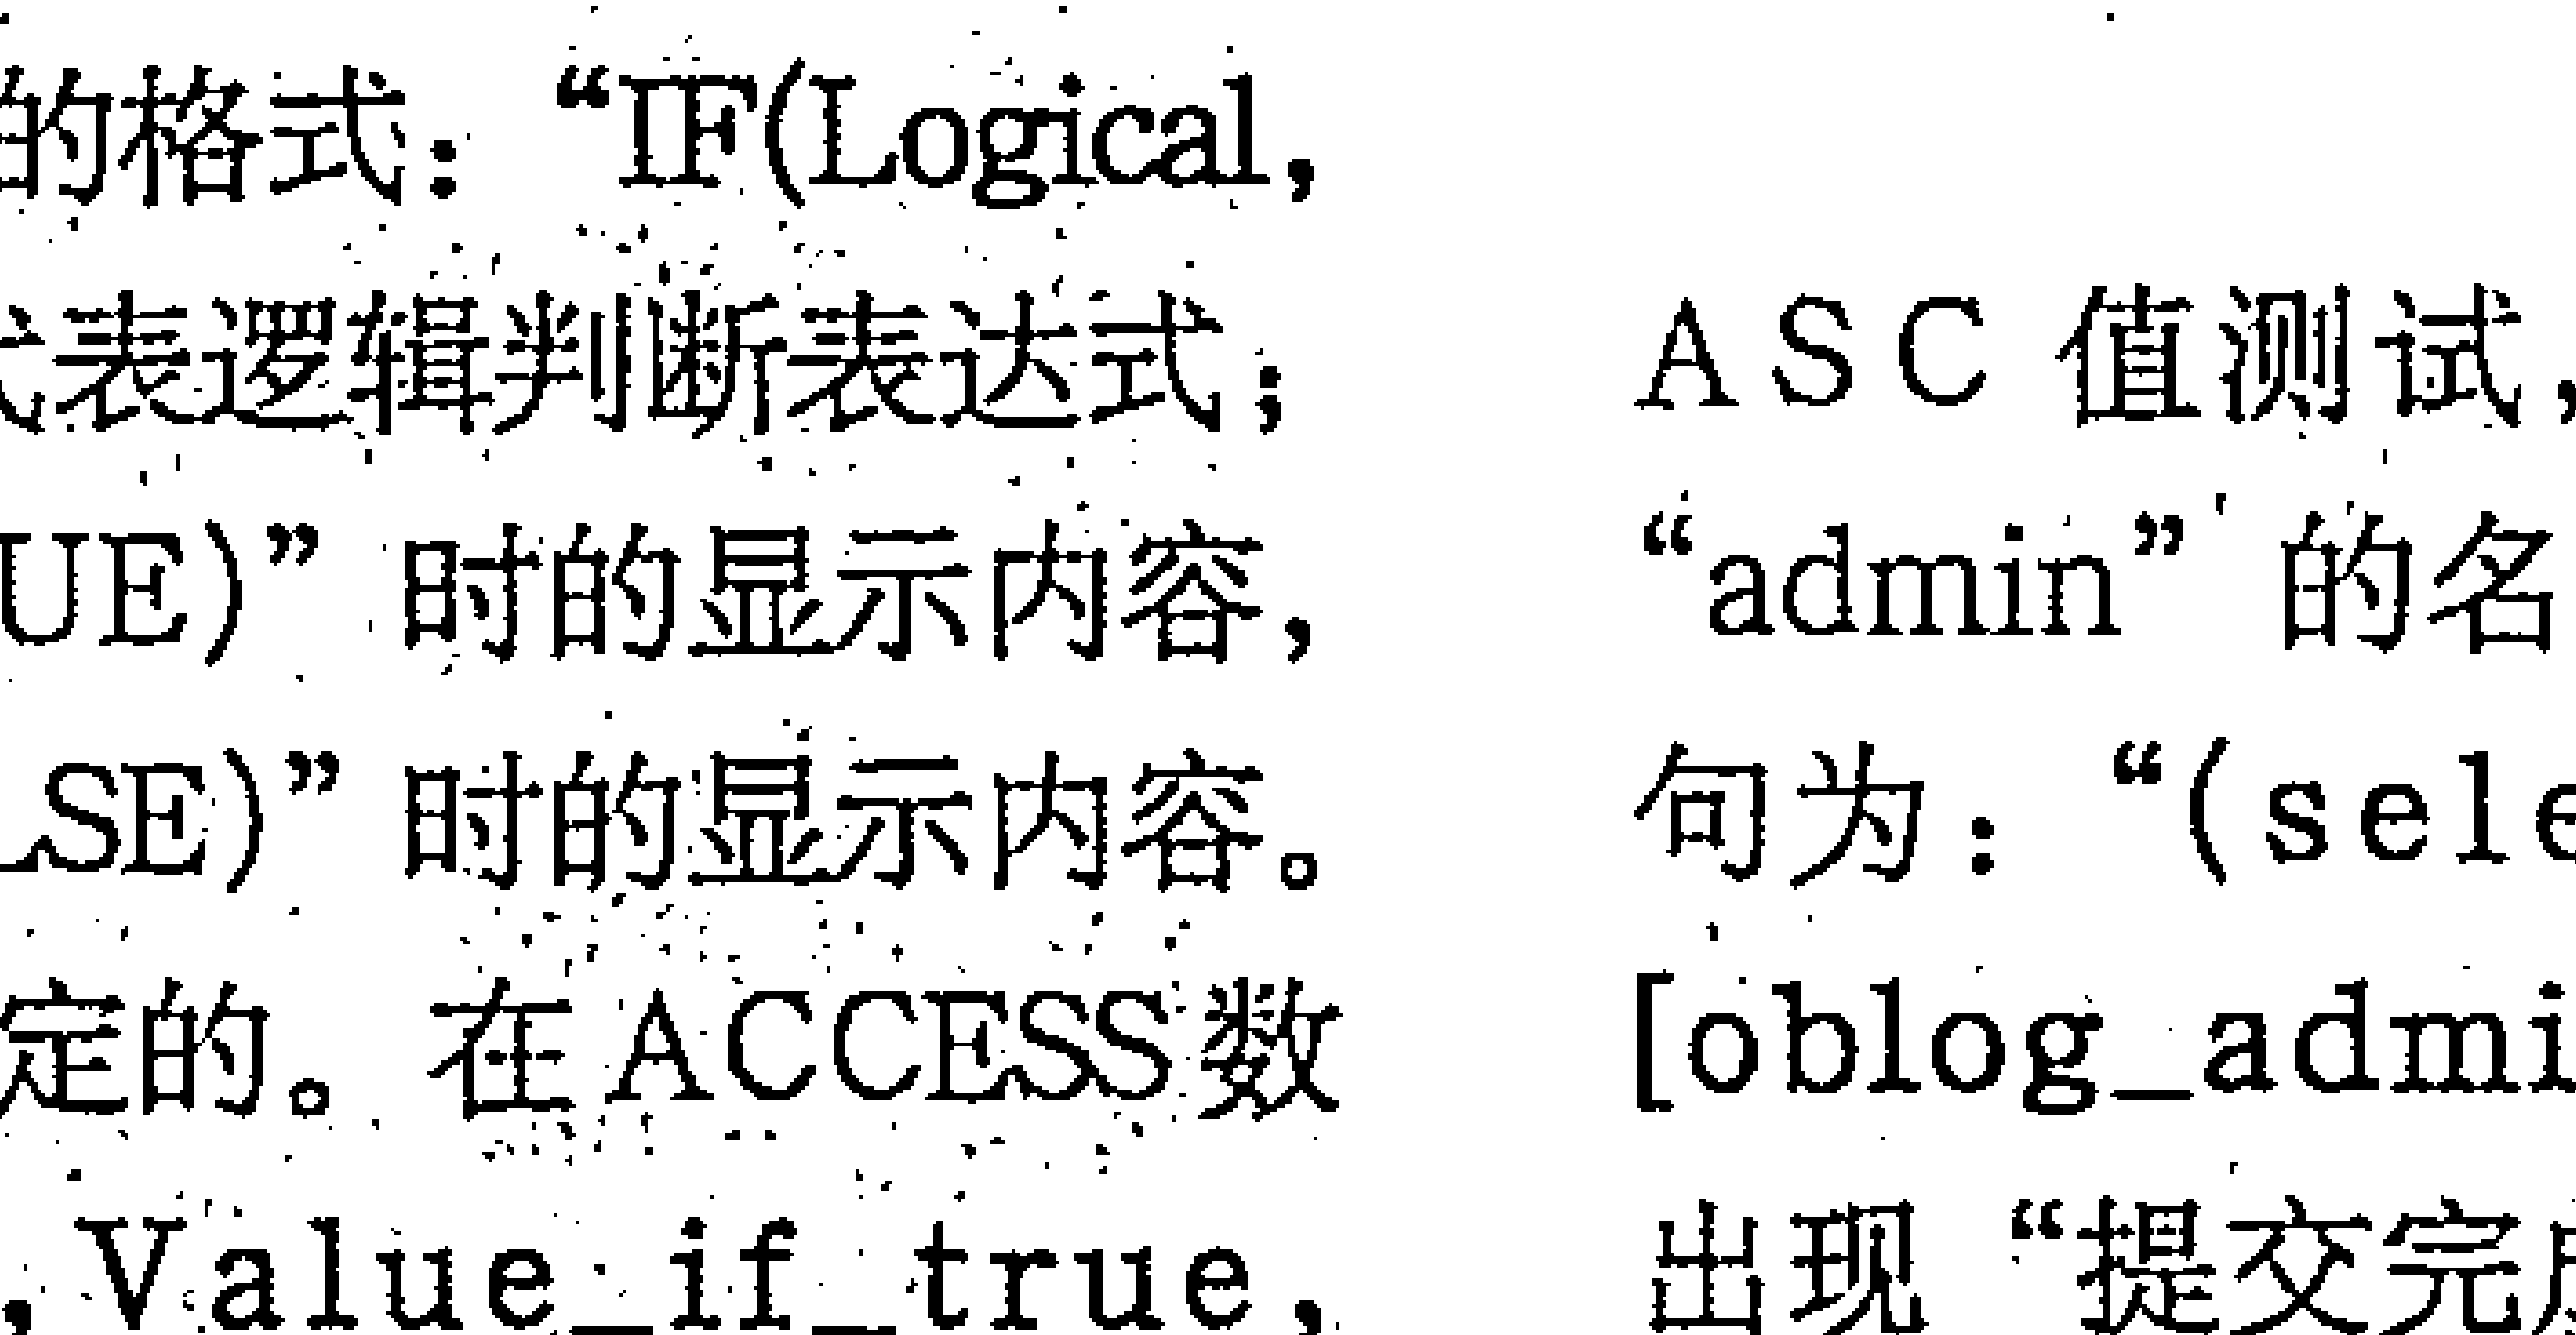 的格式：“IF(Logical,
表逻辑判断表达式；
UE)” 时的显示内容，
SE)” 时的显示内容。
定的。在ACCESS数
,Value_if_true,
ASC 值测试，
“admin” 的名
句为：“(sele
[oblog_admi
出现 “提交完